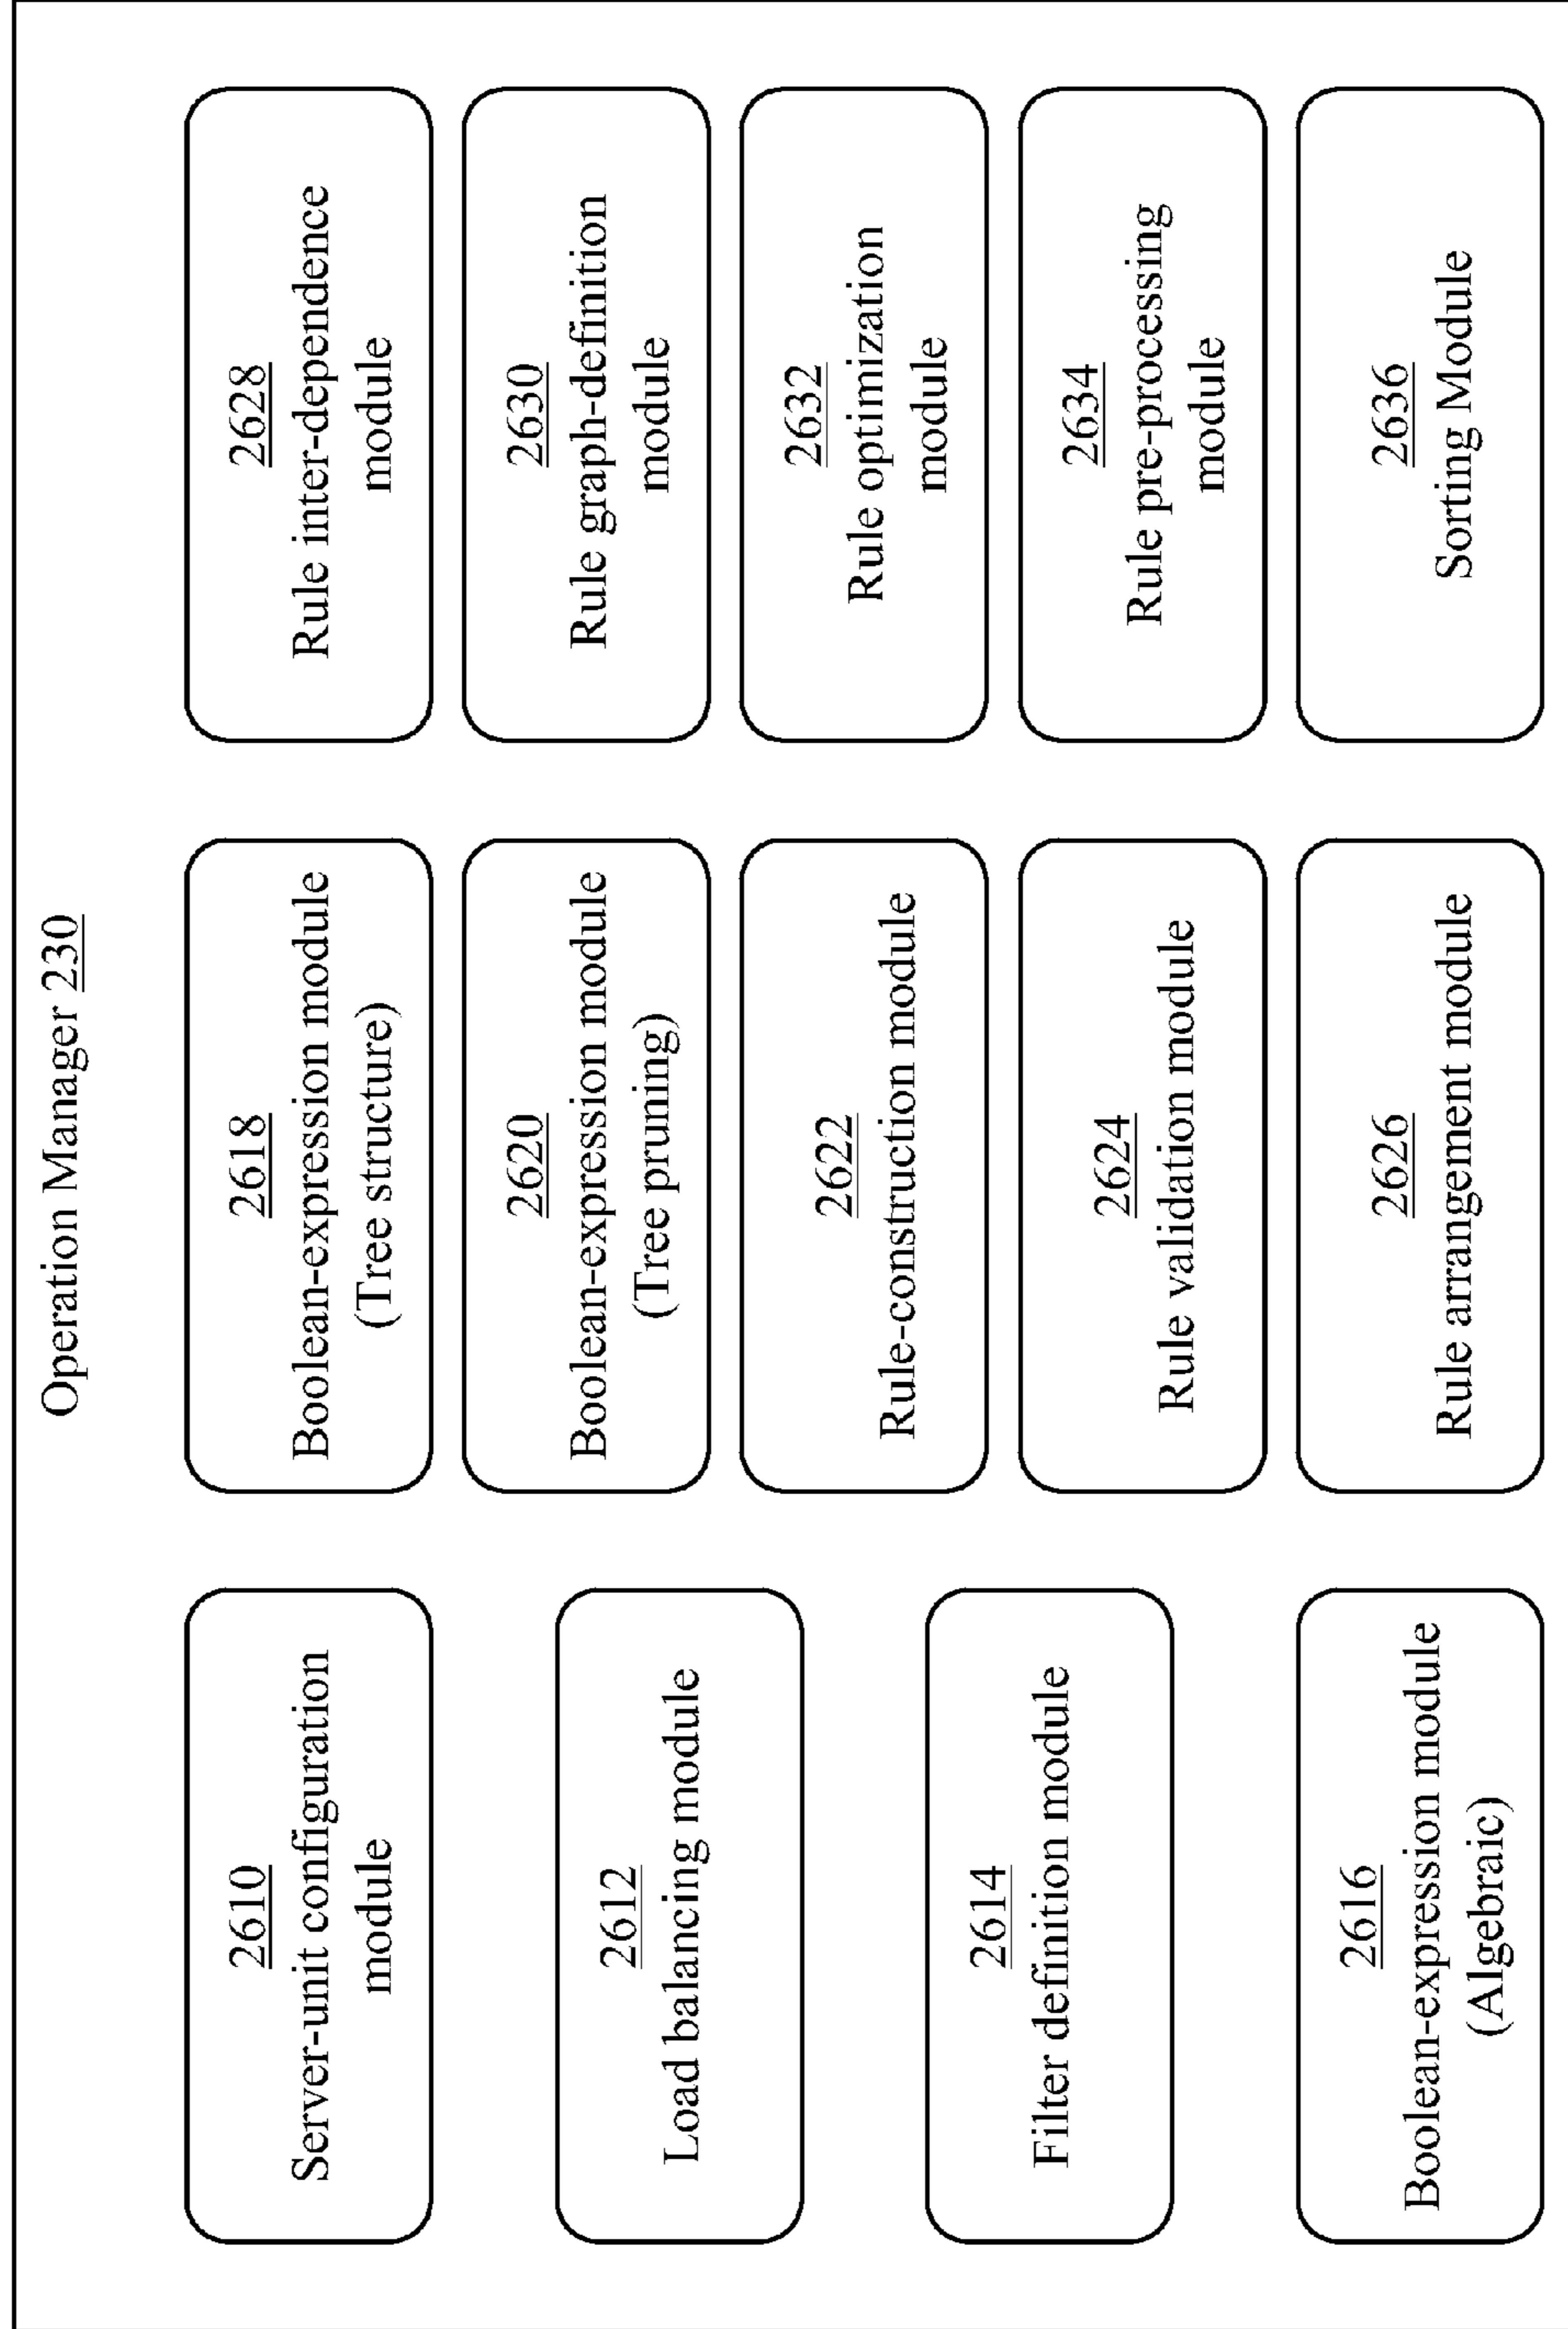 Operation Manager 230
2610
Server-unit configuration
module
2612
Load balancing module
2614
Filter definition module
2616
Boolean-expression module
(Algebraic)
2618
Boolean-expression module
(Tree structure)
2620
Boolean-expression module
(Tree pruning)
2622
Rule-construction module
2624
Rule validation module
2626
Rule arrangement module
2628
Rule inter-dependence
module
2630
Rule graph-definition
module
2632
Rule optimization
module
2634
Rule pre-processing
module
2636
Sorting Module